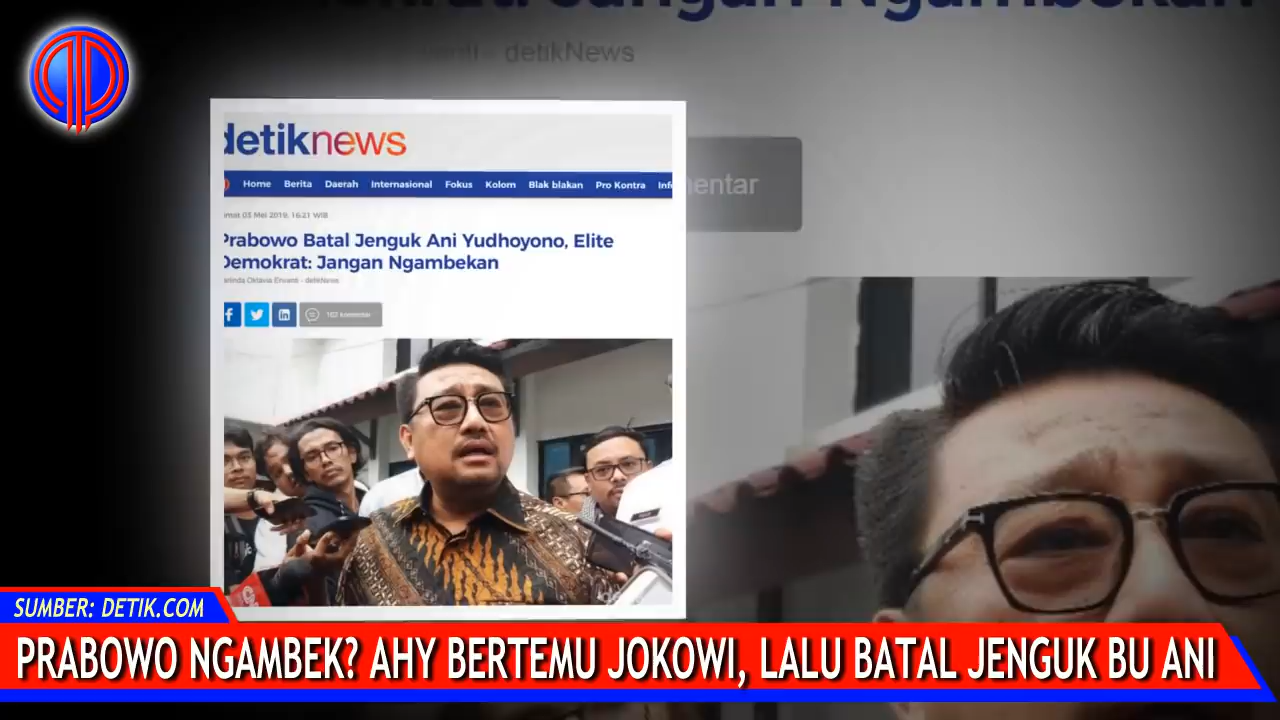 detikNews
detiknews
Home Berita Daerah Internasional Fokus Kolom Blak blakan Pro Kontra
03 Mei 2019, 16:21 WIB
Prabowo Batal Jenguk Ani Yudhoyono, Elite
Demokrat: Jangan Ngambekan
Oktavia - detikNews
komentar
SUMBER: DETIK.COM
PRABOWO NGAMBEK? AHY BERTEMU JOKOWI, LALU BATAL JENGUK BU ANI